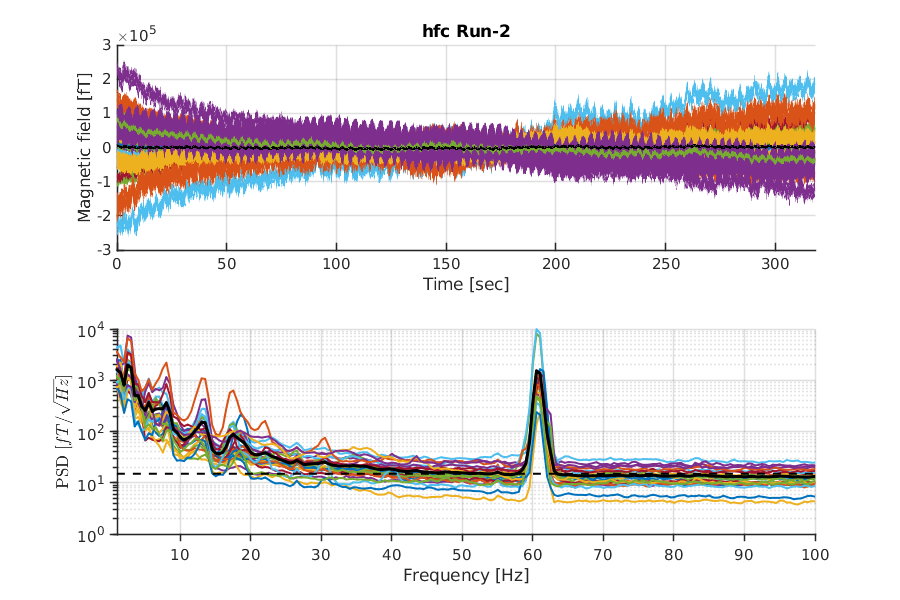 hfc Run-2
×10⁵
Magnetic field [fT]
3
2
1
0
-1
-2
-3
0 50 100 150 200 250 300
Time [sec]
PSD [fT/√Hz]
10⁴
10³
10²
10¹
10⁰
10 20 30 40 50 60 70 80 90 100
Frequency [Hz]